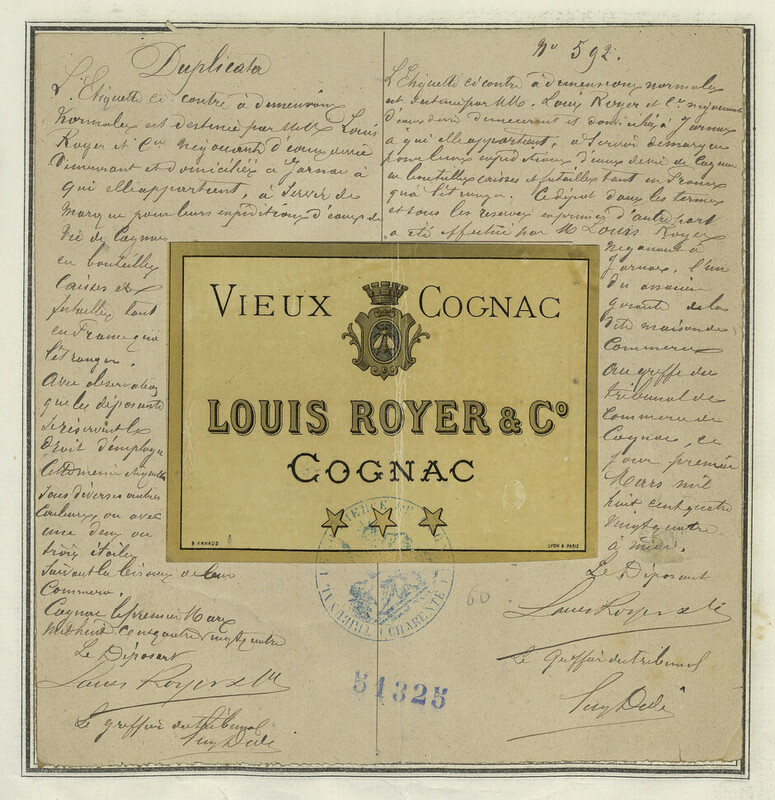 Duplicata
L'Etiquette ci contre à dimensions
Normales est destinée par MM Louis
Royer et Cie Négociants d'eaux de vie
Demeurant et domiciliés à Jarnac à
qui elle appartient, à Servir de
Marque pour leurs expéditions d'eaux de
Vie de Cognac
en bouteilles
Caisses et
futailles tant
en France qu'à
l'étranger.
Avec observation
que les déposants
se réservent le
Droit d'employer
cette même étiquette
sous diverses autres
Couleurs ou avec
une deux ou
trois étoiles
suivant les besoins de leur
Commerce.
Cognac le premier Mars
mil huit cent quatre vingt quatre
Le Déposant
Louis Royer & Cie
Le greffier du tribunal
No 592.
L'Etiquette ci contre à dimensions normales
est destinée par MM. Louis Royer et Cie négociants
d'eaux de vie demeurant et domiciliés à Jarnac
à qui elle appartient, à servir de marque
pour leurs expéditions d'eaux de vie de Cognac
en bouteilles caisses et futailles tant en France
qu'à l'étranger. Ce dépôt dans les termes
et sous les réserves exprimées d'autre part
a été effectué par M Louis Royer
Négociant à
Jarnac, l'un
des associés
gérants de la
dite maison de
Commerce
au greffe du
tribunal de
Commerce de
Cognac, ce
jour premier
Mars mil
huit cent quatre
vingt quatre
à midi.
Le Déposant
Louis Royer & Cie
Le greffier du tribunal
VIEUX COGNAC
LOUIS ROYER & Co
COGNAC
B ARNAUD
LYON & PARIS
TRIBUNAL
CHARENTE
60
51325